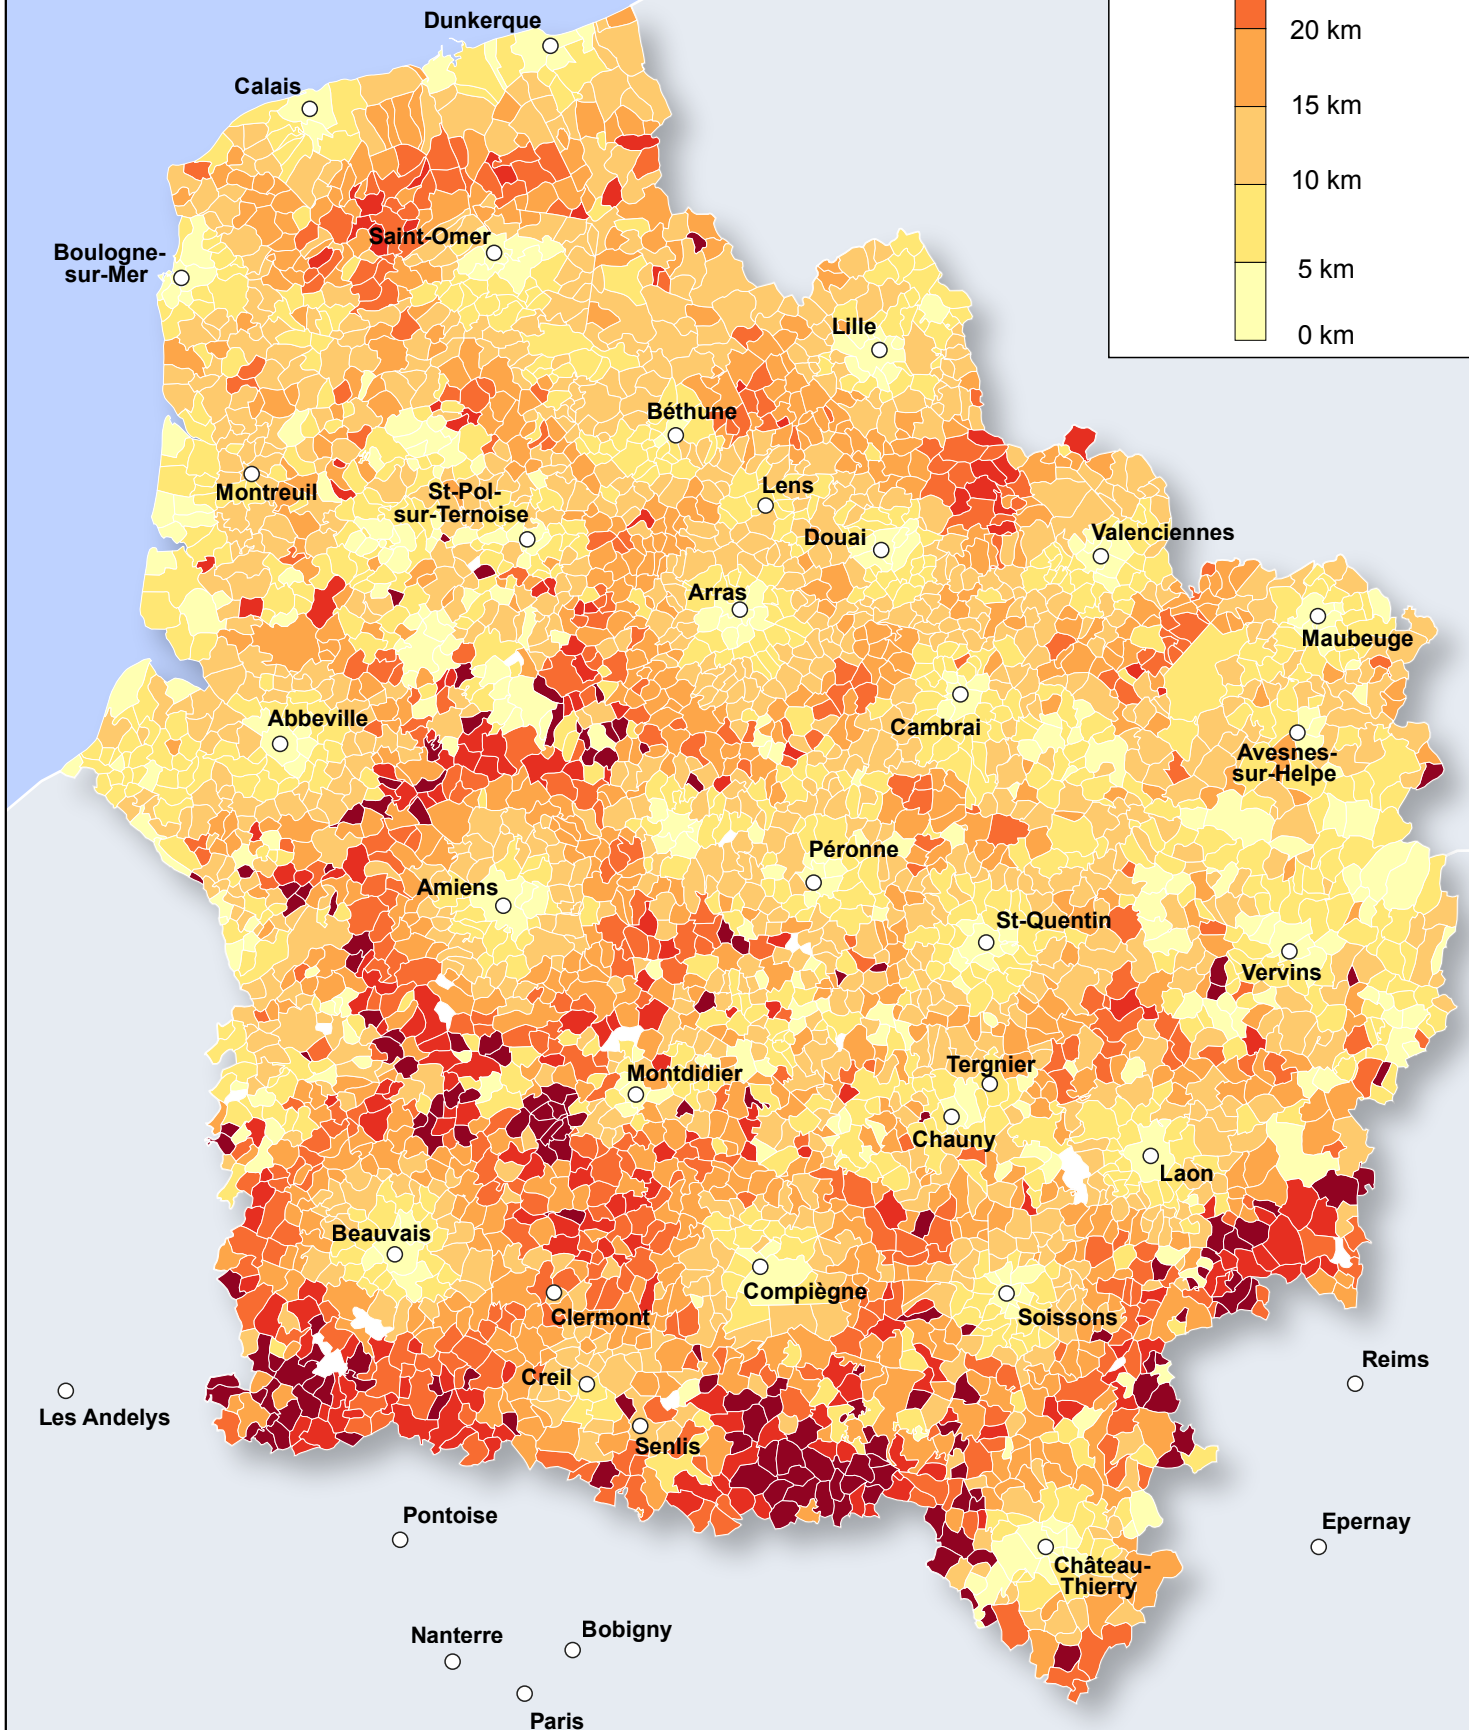 Dunkerque
20 km
Calais
15 km
10 km
Saint-Omer
Boulogne-
sur-Mer
5 km
Lille
0 km
Béthune
Montreuil
St-Pol-
sur-Ternoise
Lens
Douai
Valenciennes
Arras
Maubeuge
Abbeville
Cambrai
Avesnes-
sur-Helpe
Péronne
Amiens
St-Quentin
Vervins
Montdidier
Tergnier
Chauny
Laon
Beauvais
Compiègne
Clermont
Soissons
Creil
Reims
Les Andelys
Senlis
Pontoise
Epernay
Château-
Thierry
Nanterre
Bobigny
Paris